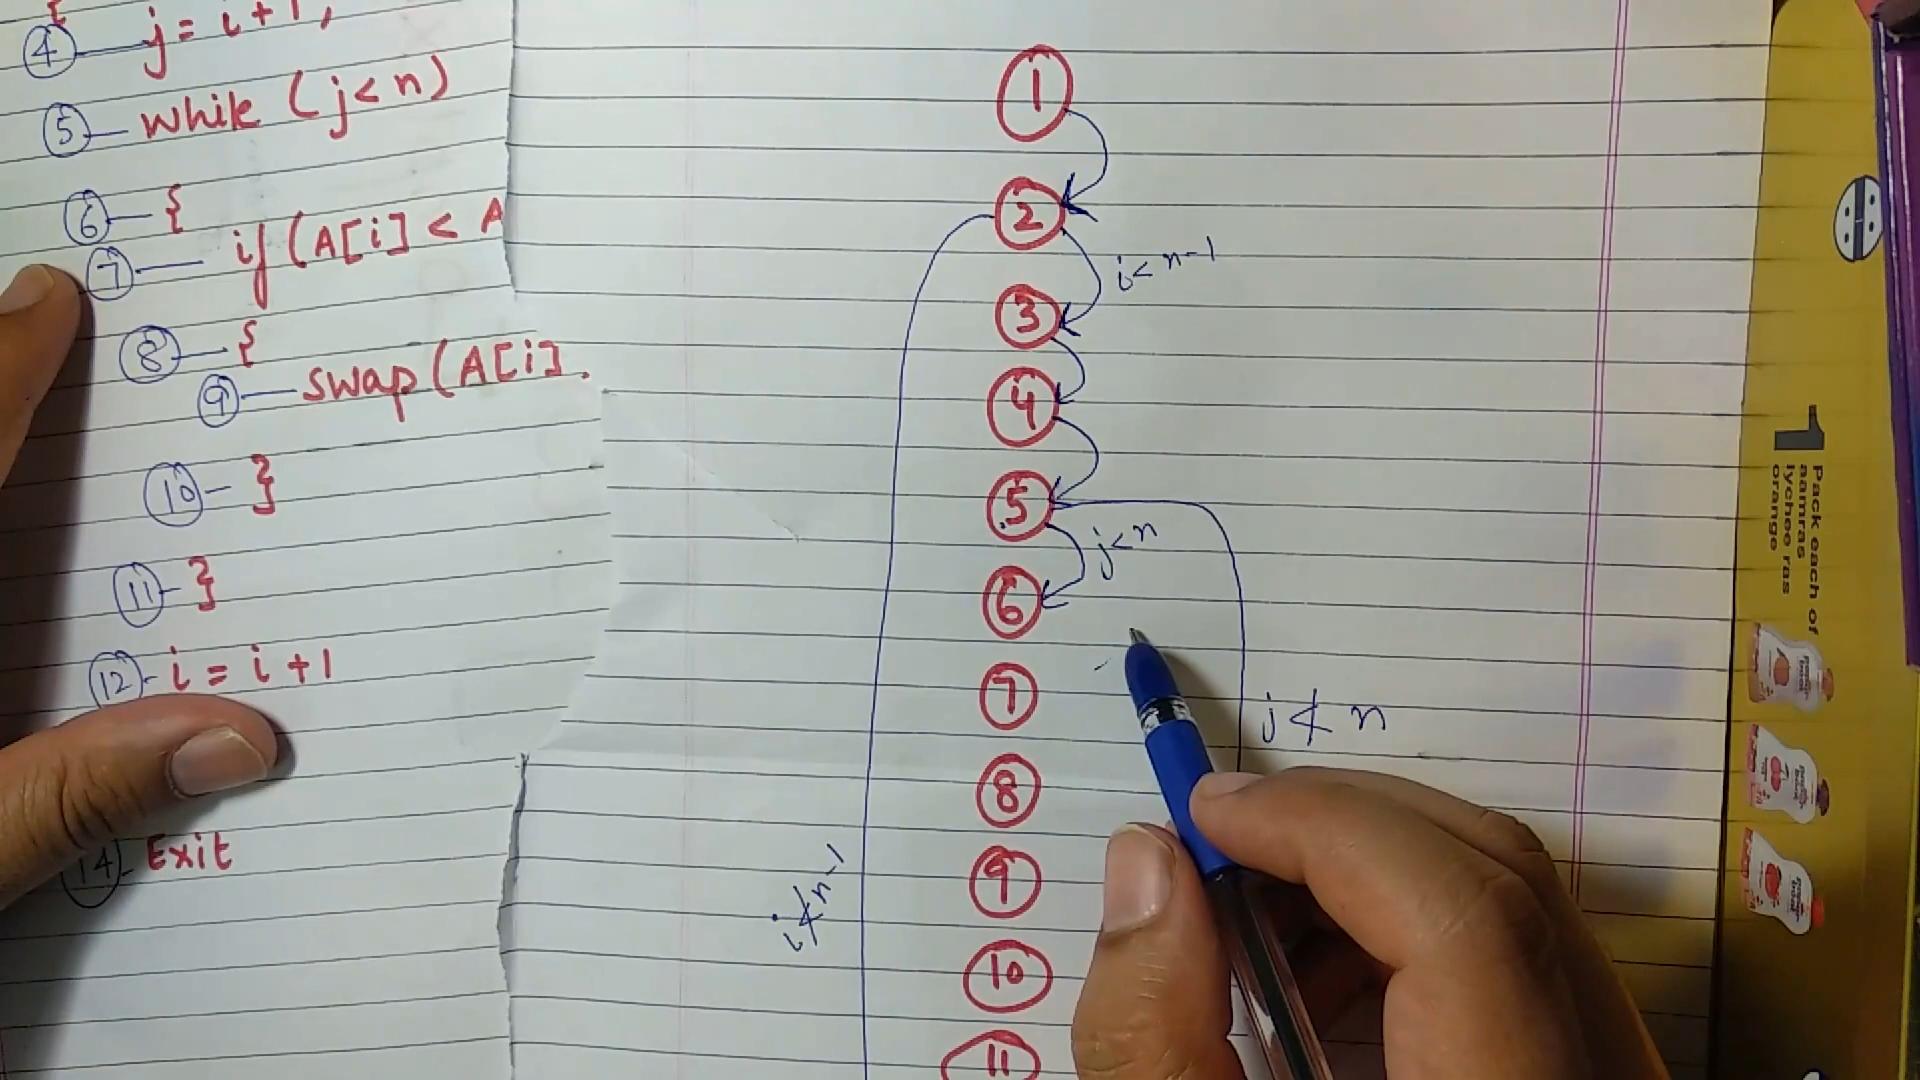 {
4 j = i + 1;
5 while (j < n)
6 {
7 if (A[i] < A
8 {
9 swap (A[i].
10 }
11 }
12 i = i + 1
14 Exit
1
2
i < n-1
3
4
5
j < n
6
7
j ≮ n
8
9
i ≮ n-1
10
11
1 Pack each of
aamras
lychee ras
orange